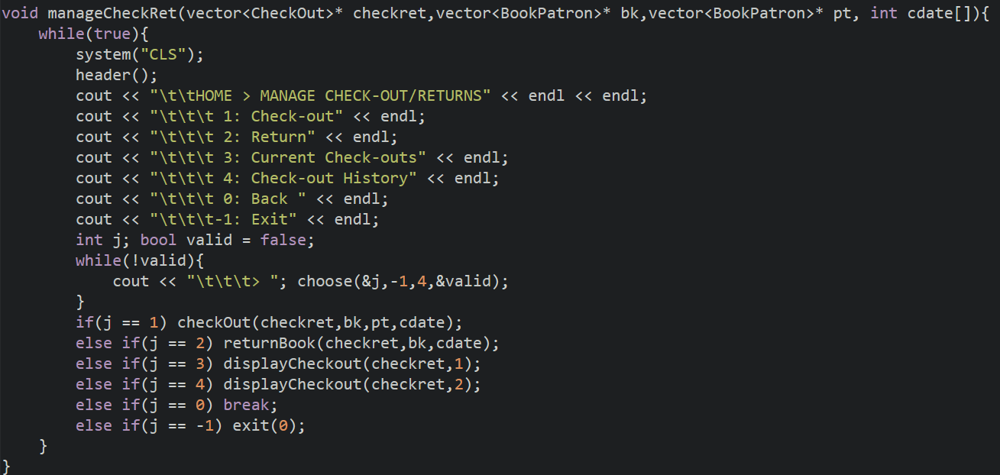 void manageCheckRet(vector<CheckOut>* checkret,vector<BookPatron>* bk,vector<BookPatron>* pt, int cdate[]){
    while(true){
        system("CLS");
        header();
        cout << "\t\tHOME > MANAGE CHECK-OUT/RETURNS" << endl << endl;
        cout << "\t\t\t 1: Check-out" << endl;
        cout << "\t\t\t 2: Return" << endl;
        cout << "\t\t\t 3: Current Check-outs" << endl;
        cout << "\t\t\t 4: Check-out History" << endl;
        cout << "\t\t\t 0: Back " << endl;
        cout << "\t\t\t-1: Exit" << endl;
        int j; bool valid = false;
        while(!valid){
            cout << "\t\t\t> "; choose(&j,-1,4,&valid);
        }
        if(j == 1) checkOut(checkret,bk,pt,cdate);
        else if(j == 2) returnBook(checkret,bk,cdate);
        else if(j == 3) displayCheckout(checkret,1);
        else if(j == 4) displayCheckout(checkret,2);
        else if(j == 0) break;
        else if(j == -1) exit(0);
    }
}